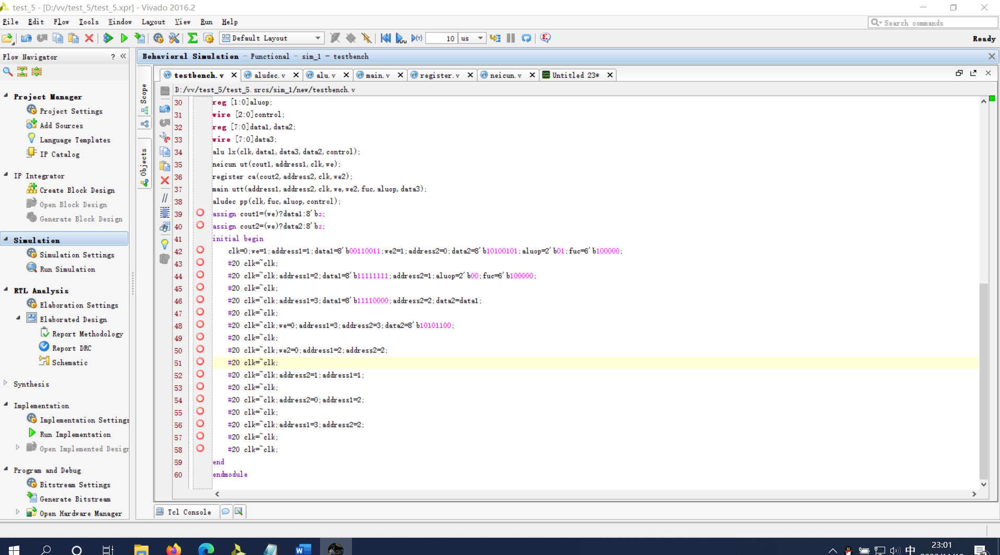 test_5 - [D:/vv/test_5/test_5.xpr] - Vivado 2016.2
File Edit Flow Tools Window Layout View Run Help
Search commands
Default Layout
10 us
Ready
Flow Navigator
Behavioral Simulation - Functional - sim_1 - testbench
testbench.v aludec.v alu.v main.v register.v neicun.v Untitled 23*
D:/vv/test_5/test_5.srcs/sim_1/new/testbench.v
Scope
Objects
Project Manager
Project Settings
Add Sources
Language Templates
IP Catalog
IP Integrator
Create Block Design
Open Block Design
Generate Block Design
Simulation
Simulation Settings
Run Simulation
RTL Analysis
Elaboration Settings
Elaborated Design
Report Methodology
Report DRC
Schematic
Synthesis
Implementation
Implementation Settings
Run Implementation
Open Implemented Desig
Program and Debug
Bitstream Settings
Generate Bitstream
Open Hardware Manager
30 reg [1:0]aluop;
31 wire [2:0]control;
32 reg [7:0]data1,data2;
33 wire [7:0]data3;
34 alu lx(clk,data1,data3,data2,control);
35 neicun ut(cout1,address1,clk,we);
36 register ca(cout2,address2,clk,we2);
37 main utt(address1,address2,clk,we,we2,fuc,aluop,data3);
38 aludec pp(clk,fuc,aluop,control);
39 assign cout1=(we)?data1:8'bz;
40 assign cout2=(we)?data2:8'bz;
41 initial begin
42 clk=0;we=1;address1=1;data1=8'b00110011;we2=1;address2=0;data2=8'b10100101;aluop=2'b01;fuc=6'b100000;
43 #20 clk=~clk;
44 #20 clk=~clk;address1=2;data1=8'b11111111;address2=1;aluop=2'b00;fuc=6'b100000;
45 #20 clk=~clk;
46 #20 clk=~clk;address1=3;data1=8'b11110000;address2=2;data2=data1;
47 #20 clk=~clk;
48 #20 clk=~clk;we=0;address1=3;address2=3;data2=8'b10101100;
49 #20 clk=~clk;
50 #20 clk=~clk;we2=0;address1=2;address2=2;
51 #20 clk=~clk;
52 #20 clk=~clk;address2=1;address1=1;
53 #20 clk=~clk;
54 #20 clk=~clk;address2=0;address1=2;
55 #20 clk=~clk;
56 #20 clk=~clk;address1=3;address2=2;
57 #20 clk=~clk;
58 #20 clk=~clk;
59 end
60 endmodule
Tcl Console
中
23:01